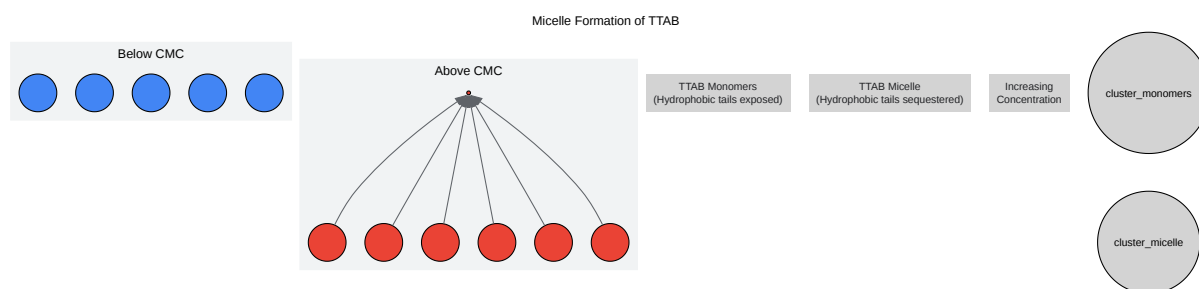 Micelle Formation of TTAB
Below CMC
Above CMC
TTAB Monomers
(Hydrophobic tails exposed)
TTAB Micelle
(Hydrophobic tails sequestered)
Increasing
Concentration
cluster_monomers
cluster_micelle